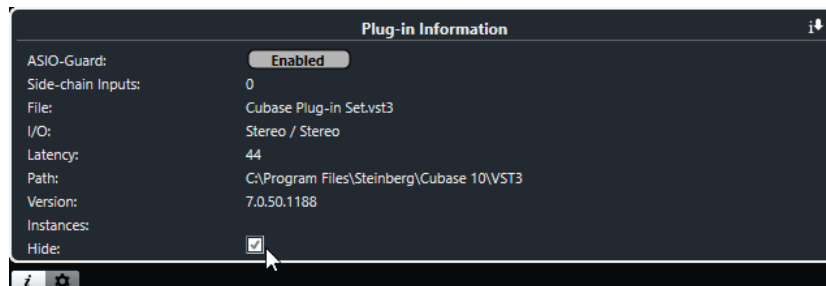 Plug-in Information
ASIO-Guard: Enabled
Side-chain Inputs: 0
File: Cubase Plug-in Set.vst3
I/O: Stereo / Stereo
Latency: 44
Path: C:\Program Files\Steinberg\Cubase 10\VST3
Version: 7.0.50.1188
Instances:
Hide:
i